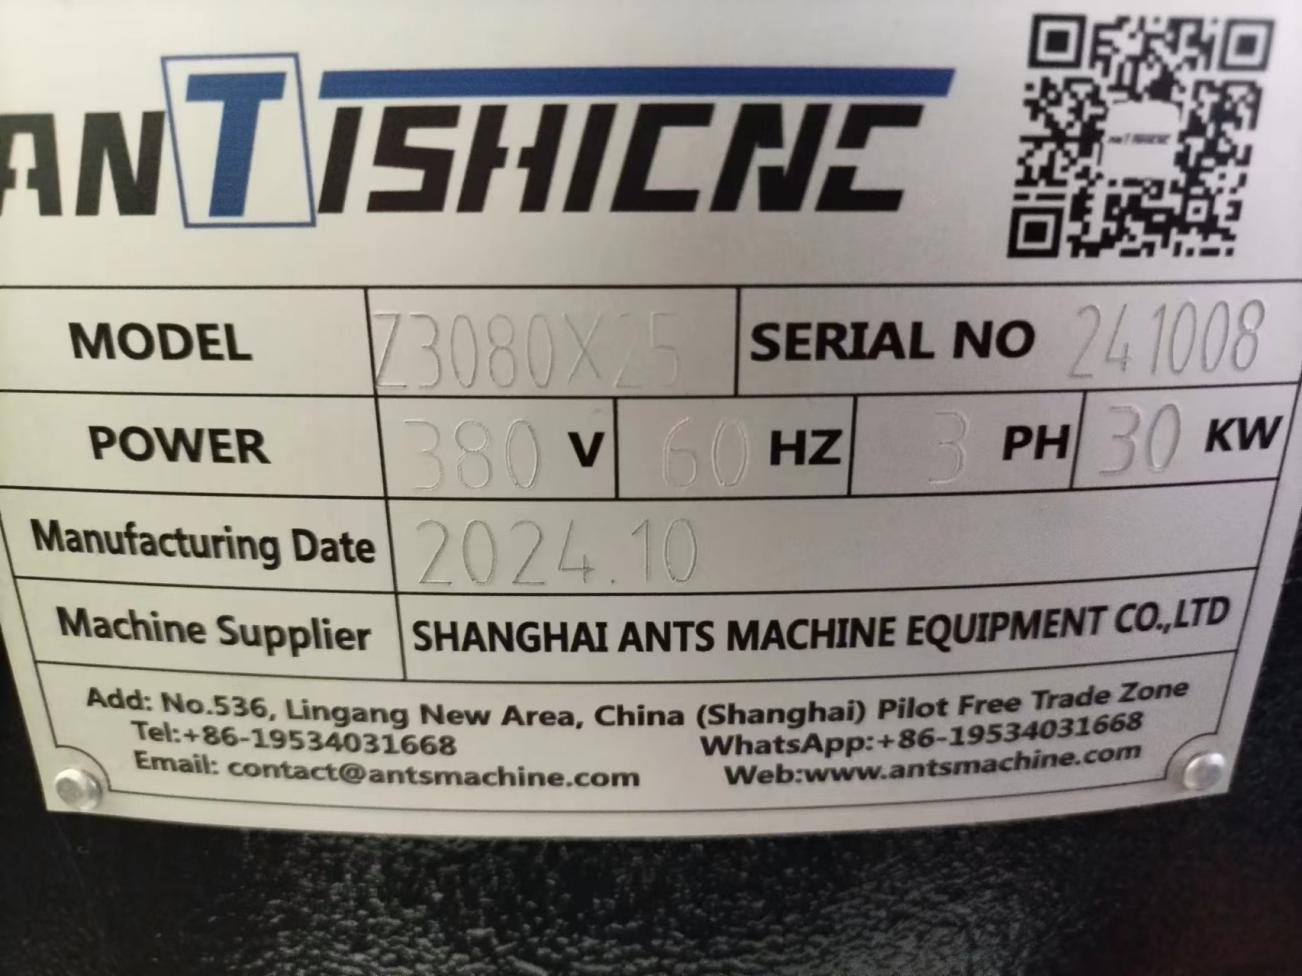 ANTISHICNC
MODEL Z3080X25 SERIAL NO 241008
POWER 380 V 60 HZ 3 PH 30 KW
Manufacturing Date 2024.10
Machine Supplier SHANGHAI ANTS MACHINE EQUIPMENT CO.,LTD
Add: No.536, Lingang New Area, China (Shanghai) Pilot Free Trade Zone
Tel:+86-19534031668 WhatsApp:+86-19534031668
Email: contact@antsmachine.com Web:www.antsmachine.com